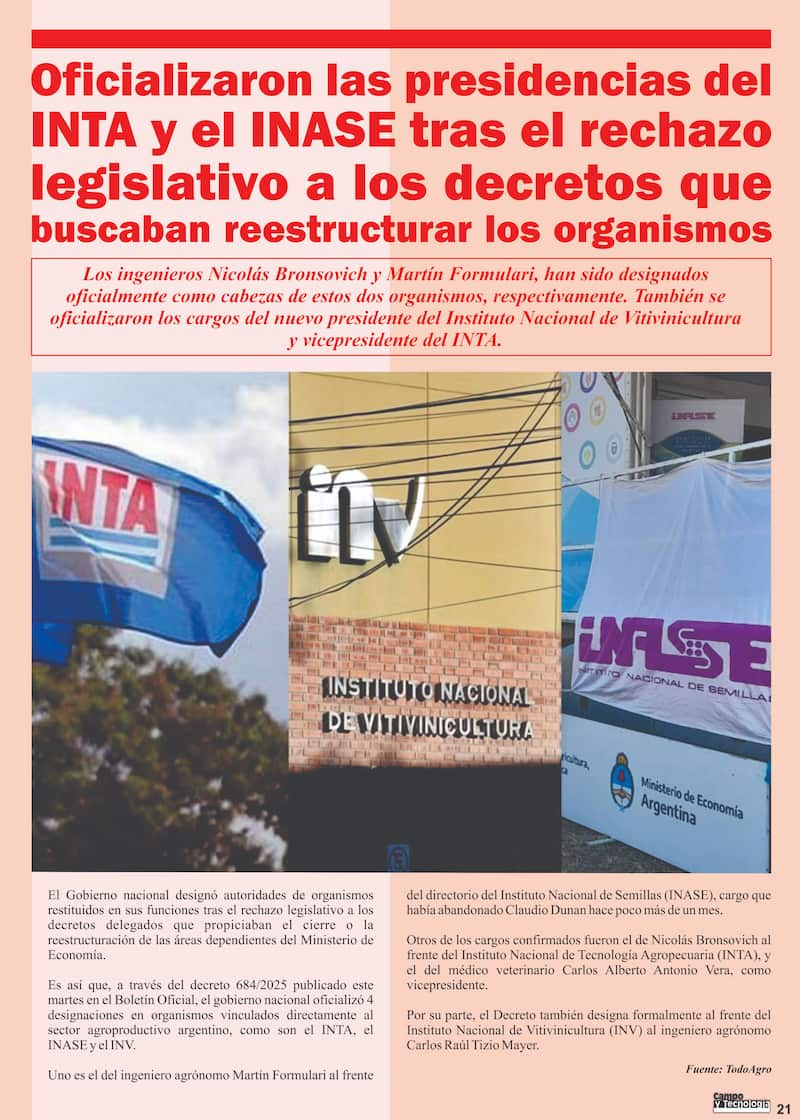 Oficializaron las presidencias del
INTA y el INASE tras el rechazo
legislativo a los decretos que
buscaban reestructurar los organismos
Los ingenieros Nicolás Bronsovich y Martín Formulari, han sido designados
oficialmente como cabezas de estos dos organismos, respectivamente. También se
oficializaron los cargos del nuevo presidente del Instituto Nacional de Vitivinicultura
y vicepresidente del INTA.
INTA
inv
INSTITUTO NACIONAL
DE VITIVINICULTURA
INASE
INASE
INSTITUTO NACIONAL DE SEMILLAS
Ministerio de Economía
Argentina
El Gobierno nacional designó autoridades de organismos
restituidos en sus funciones tras el rechazo legislativo a los
decretos delegados que propiciaban el cierre o la
reestructuración de las áreas dependientes del Ministerio de
Economía.
Es así que, a través del decreto 684/2025 publicado este
martes en el Boletín Oficial, el gobierno nacional oficializó 4
designaciones en organismos vinculados directamente al
sector agroproductivo argentino, como son el INTA, el
INASE y el INV.
Uno es el del ingeniero agrónomo Martín Formulari al frente
del directorio del Instituto Nacional de Semillas (INASE), cargo que
había abandonado Claudio Dunan hace poco más de un mes.
Otros de los cargos confirmados fueron el de Nicolás Bronsovich al
frente del Instituto Nacional de Tecnología Agropecuaria (INTA), y
el del médico veterinario Carlos Alberto Antonio Vera, como
vicepresidente.
Por su parte, el Decreto también designa formalmente al frente del
Instituto Nacional de Vitivinicultura (INV) al ingeniero agrónomo
Carlos Raúl Tizio Mayer.
Fuente: TodoAgro
Campo
y Tecnología
21